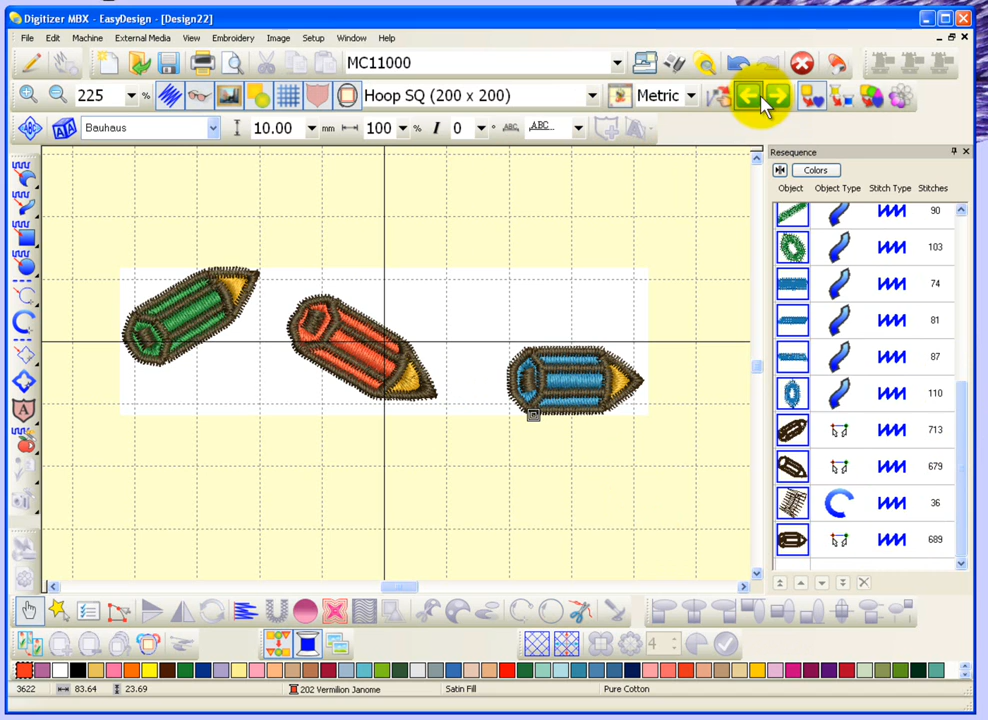 Digitizer MBX - EasyDesign - [Design22]
File Edit Machine External Media View Embroidery Image Setup Window Help
MC11000
225 % Hoop SQ (200 x 200) Metric
Bauhaus 10.00 mm 100 % 0 ABC ABC
Resequence
Colors
Object Object Type Stitch Type Stitches
90
103
74
81
87
110
713
679
36
689
4
3622 83.64 23.69 202 Vermilion Janome Satin Fill Pure Cotton